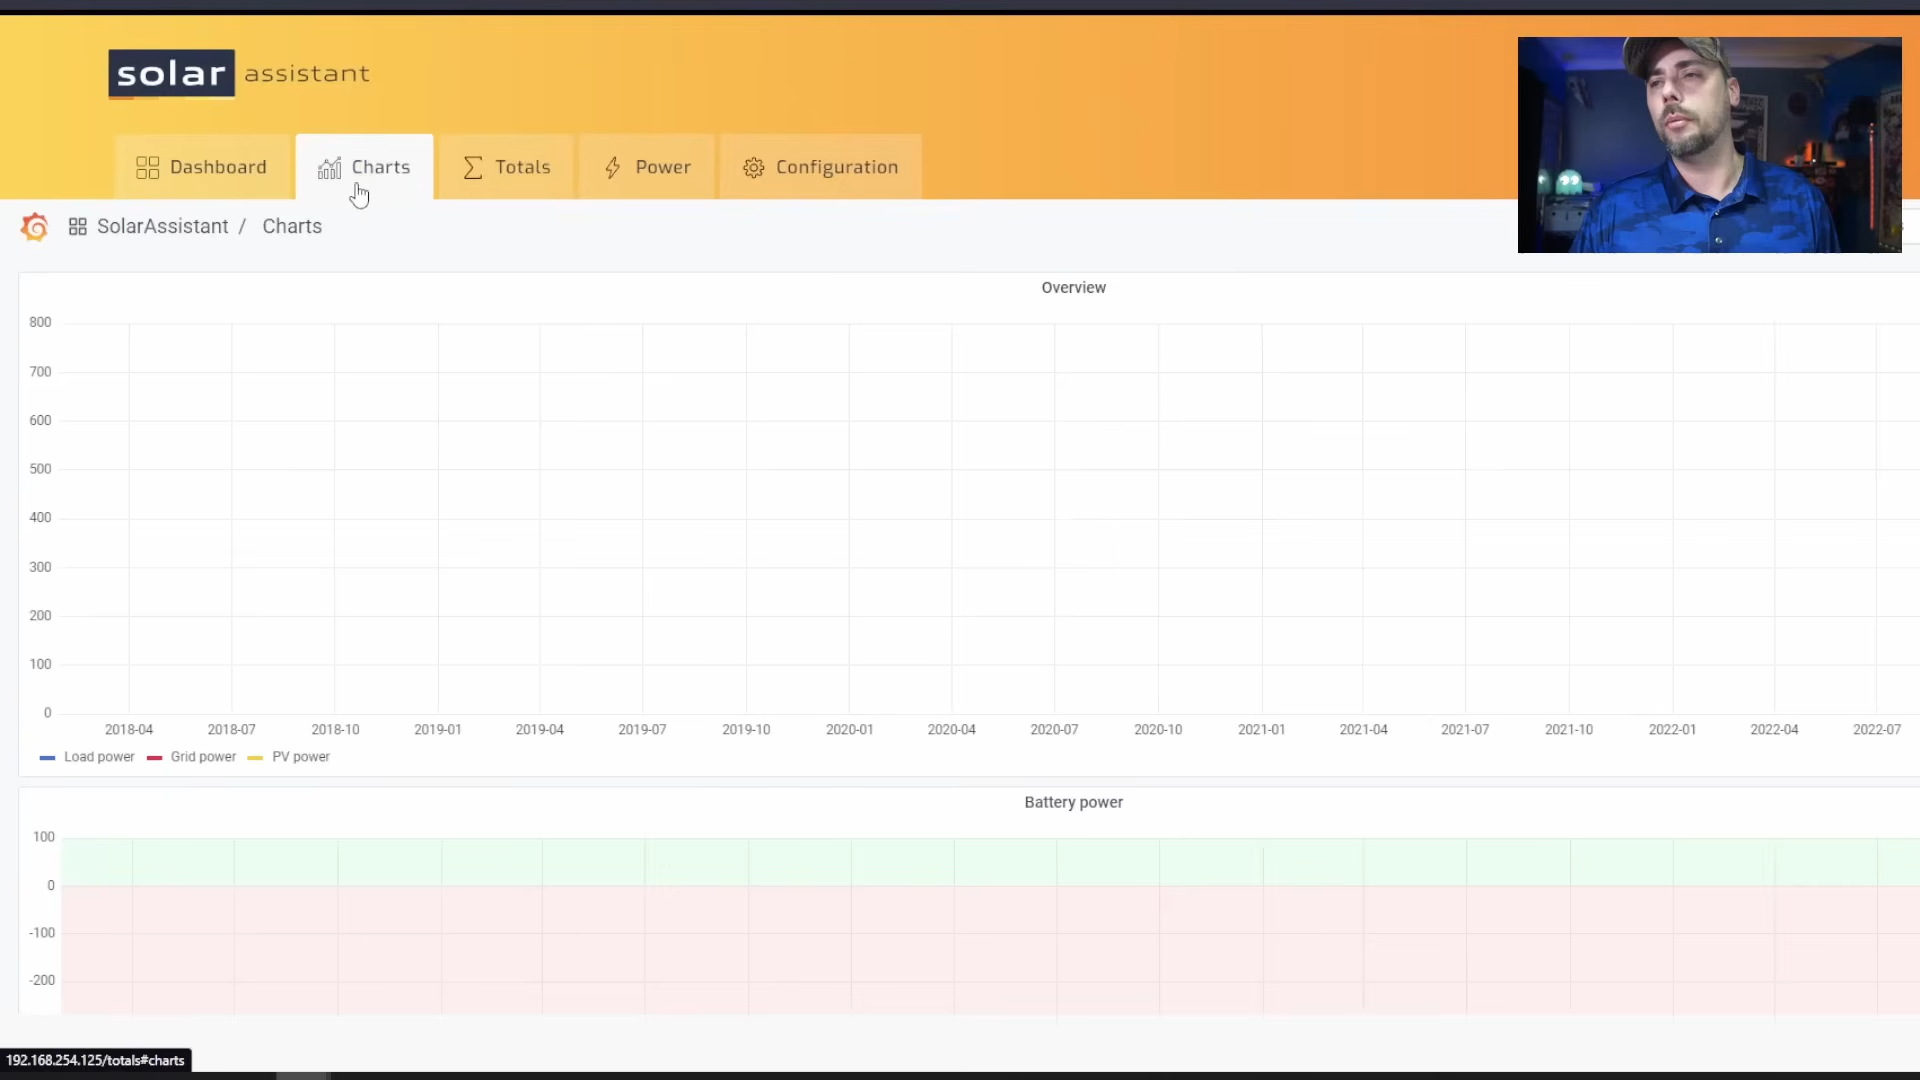 solar assistant
Dashboard
Charts
Totals
Power
Configuration
SolarAssistant / Charts
Overview
800
700
600
500
400
300
200
100
0
2018-04 2018-07 2018-10 2019-01 2019-04 2019-07 2019-10 2020-01 2020-04 2020-07 2020-10 2021-01 2021-04 2021-07 2021-10 2022-01 2022-04 2022-07
Load power Grid power PV power
Battery power
100
0
-100
-200
192.168.254.125/totals#charts